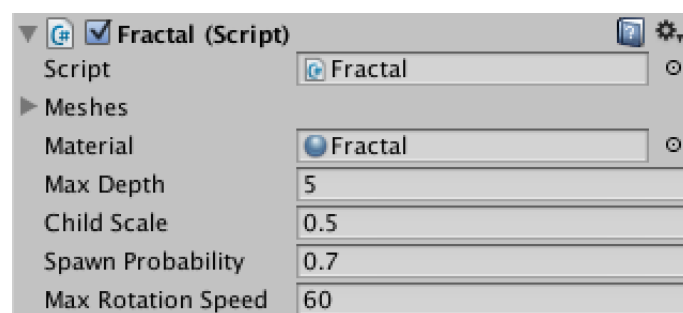 Fractal (Script)
Script Fractal
Meshes
Material Fractal
Max Depth 5
Child Scale 0.5
Spawn Probability 0.7
Max Rotation Speed 60